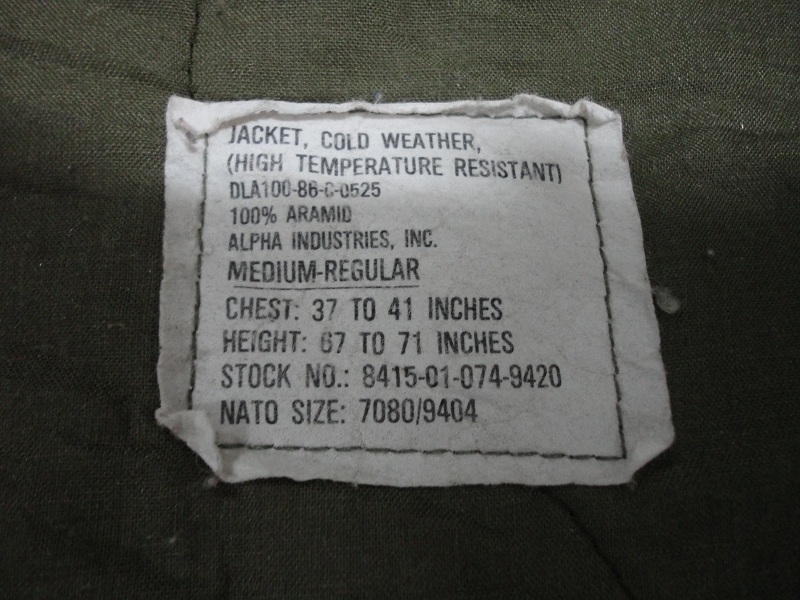 JACKET, COLD WEATHER,
(HIGH TEMPERATURE RESISTANT)
DLA100-86-C-0525
100% ARAMID
ALPHA INDUSTRIES, INC.
MEDIUM-REGULAR
CHEST: 37 TO 41 INCHES
HEIGHT: 67 TO 71 INCHES
STOCK NO.: 8415-01-074-9420
NATO SIZE: 7080/9404